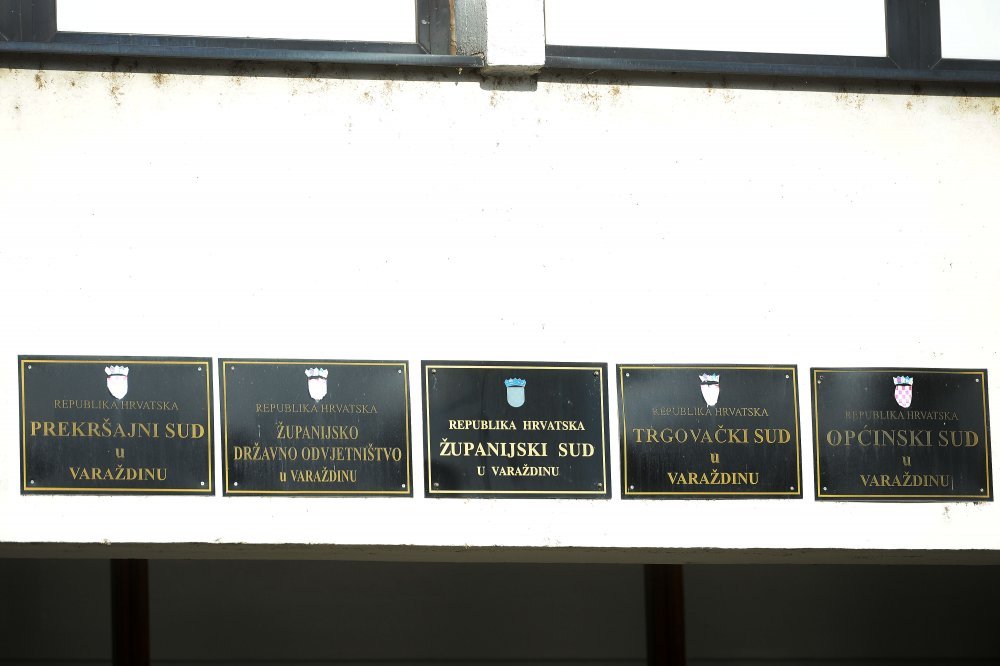 REPUBLIKA HRVATSKA
PREKRŠAJNI SUD
u
VARAŽDINU
REPUBLIKA HRVATSKA
ŽUPANIJSKO
DRŽAVNO ODVJETNIŠTVO
u VARAŽDINU
REPUBLIKA HRVATSKA
ŽUPANIJSKI SUD
U VARAŽDINU
REPUBLIKA HRVATSKA
TRGOVAČKI SUD
u
VARAŽDINU
REPUBLIKA HRVATSKA
OPĆINSKI SUD
u
VARAŽDINU